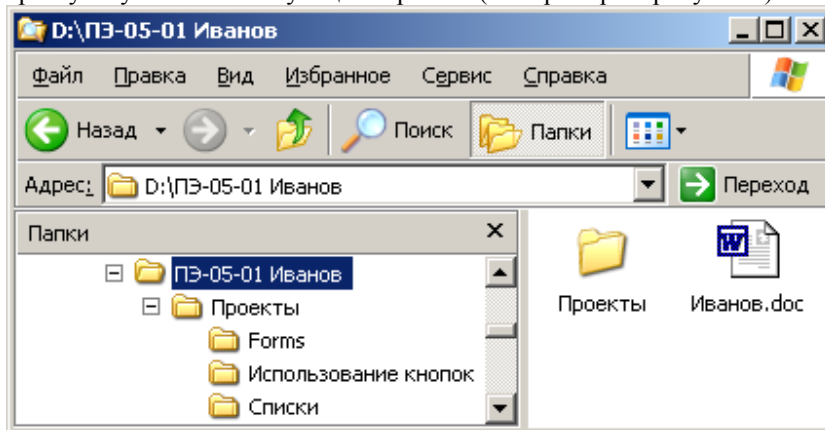 D:\ПЭ-05-01 Иванов
Файл Правка Вид Избранное Сервис Справка
Назад Поиск Папки
Адрес: D:\ПЭ-05-01 Иванов Переход
Папки
ПЭ-05-01 Иванов
Проекты
Forms
Использование кнопок
Списки
Проекты Иванов.doc